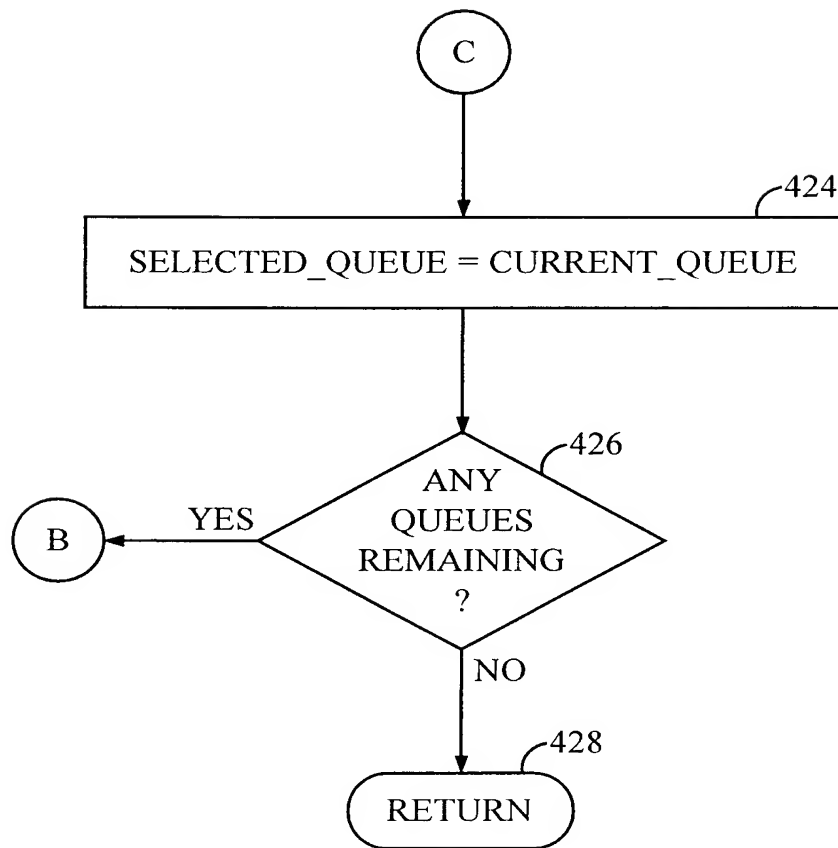 C
424
SELECTED_QUEUE = CURRENT_QUEUE
426
ANY
QUEUES
REMAINING
?
YES
B
NO
428
RETURN